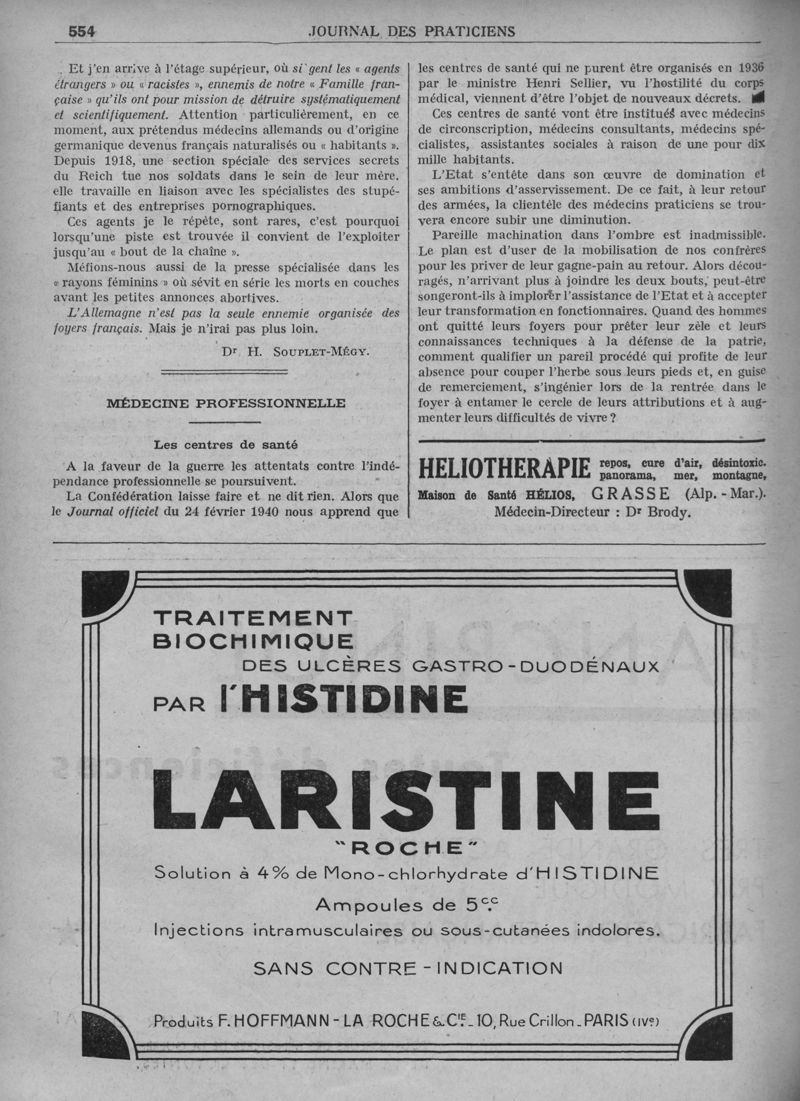 554
JOURNAL DES PRATICIENS
Et j'en arrive à l'étage supérieur, où si gent les « agents
étrangers » ou « racistes », ennemis de notre « Famille fran-
çaise » qu'ils ont pour mission de détruire systématiquement
et scientifiquement. Attention particulièrement, en ce
moment, aux prétendus médecins allemands ou d'origine
germanique devenus français naturalisés ou « habitants ».
Depuis 1918, une section spéciale des services secrets
du Reich tue nos soldats dans le sein de leur mère.
elle travaille en liaison avec les spécialistes des stupé-
fiants et des entreprises pornographiques.
Ces agents je le répète, sont rares, c'est pourquoi
lorsqu'une piste est trouvée il convient de l'exploiter
jusqu'au « bout de la chaîne ».
Méfions-nous aussi de la presse spécialisée dans les
« rayons féminins » où sévit en série les morts en couches
avant les petites annonces abortives.
L'Allemagne n'est pas la seule ennemie organisée des
foyers français. Mais je n'irai pas plus loin.
Dr H. Souplet-Mégy.
MÉDECINE PROFESSIONNELLE
Les centres de santé
A la faveur de la guerre les attentats contre l'indé-
pendance professionnelle se poursuivent.
La Confédération laisse faire et ne dit rien. Alors que
le Journal officiel du 24 février 1940 nous apprend que
les centres de santé qui ne purent être organisés en 1936
par le ministre Henri Sellier, vu l'hostilité du corps
médical, viennent d'être l'objet de nouveaux décrets.
Ces centres de santé vont être institués avec médecins
de circonscription, médecins consultants, médecins spé-
cialistes, assistantes sociales à raison de une pour dix
mille habitants.
L'Etat s'entête dans son œuvre de domination et
ses ambitions d'asservissement. De ce fait, à leur retour
des armées, la clientéle des médecins praticiens se trou-
vera encore subir une diminution.
Pareille machination dans l'ombre est inadmissible.
Le plan est d'user de la mobilisation de nos confrères
pour les priver de leur gagne-pain au retour. Alors décou-
ragés, n'arrivant plus à joindre les deux bouts, peut-être
songeront-ils à implorer l'assistance de l'Etat et à accepter
leur transformation en fonctionnaires. Quand des hommes
ont quitté leurs foyers pour prêter leur zèle et leurs
connaissances techniques à la défense de la patrie,
comment qualifier un pareil procédé qui profite de leur
absence pour couper l'herbe sous leurs pieds et, en guise
de remerciement, s'ingénier lors de la rentrée dans le
foyer à entamer le cercle de leurs attributions et à aug-
menter leurs difficultés de vivre ?
HELIOTHERAPIE repos, cure d'air, désintoxic.
panorama, mer, montagne,
Maison de Santé HÉLIOS, GRASSE (Alp. - Mar.).
Médecin-Directeur : Dr Brody.
TRAITEMENT
BIOCHIMIQUE
DES ULCÈRES GASTRO-DUODÉNAUX
PAR l'HISTIDINE
LARISTINE
"ROCHE"
Solution à 4% de Mono-chlorhydrate d'HISTIDINE
Ampoules de 5cc.
Injections intramusculaires ou sous-cutanées indolores.
SANS CONTRE-INDICATION
Produits F. HOFFMANN-LA ROCHE & Cie. - 10, Rue Crillon - PARIS (IVe)